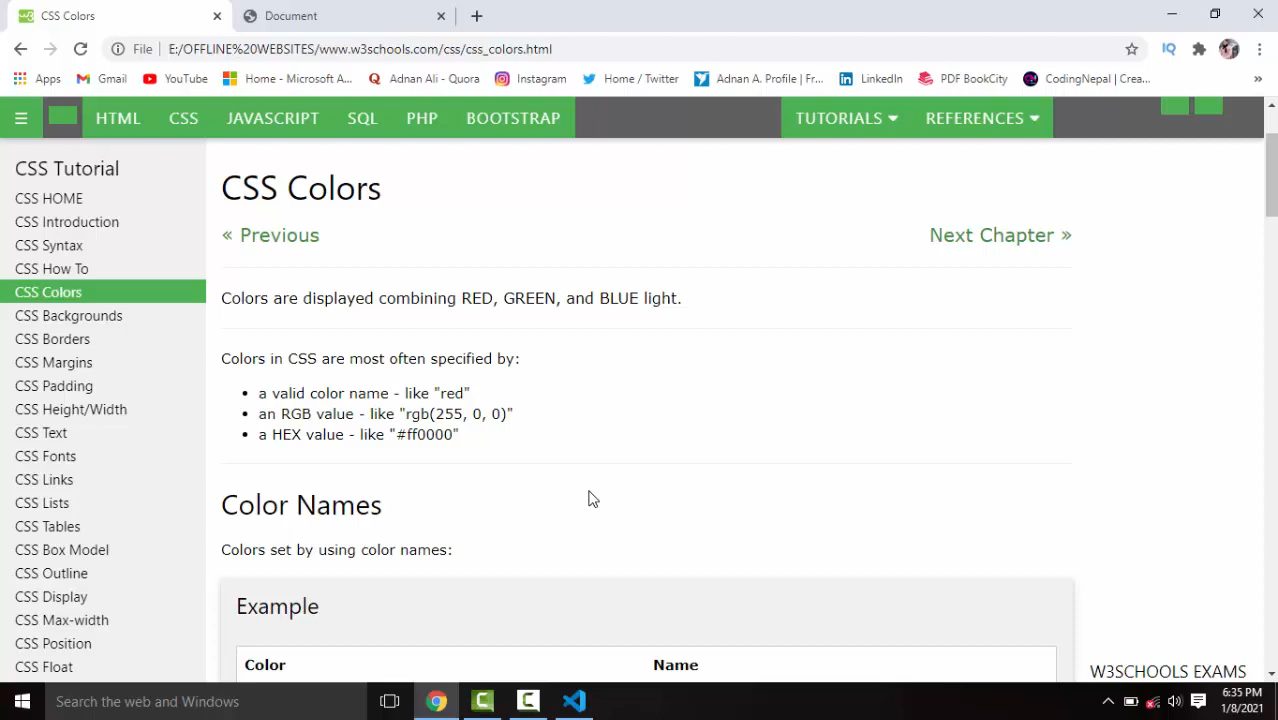 CSS Colors
Document
File
E:/OFFLINE%20WEBSITES/www.w3schools.com/css/css_colors.html
IQ
Apps
Gmail
YouTube
Home - Microsoft A...
Adnan Ali - Quora
Instagram
Home / Twitter
Adnan A. Profile | Fr...
LinkedIn
PDF BookCity
CodingNepal | Crea...
HTML
CSS
JAVASCRIPT
SQL
PHP
BOOTSTRAP
TUTORIALS
REFERENCES
CSS Tutorial
CSS HOME
CSS Introduction
CSS Syntax
CSS How To
CSS Colors
CSS Backgrounds
CSS Borders
CSS Margins
CSS Padding
CSS Height/Width
CSS Text
CSS Fonts
CSS Links
CSS Lists
CSS Tables
CSS Box Model
CSS Outline
CSS Display
CSS Max-width
CSS Position
CSS Float
CSS Colors
« Previous
Next Chapter »
Colors are displayed combining RED, GREEN, and BLUE light.
Colors in CSS are most often specified by:
• a valid color name - like "red"
• an RGB value - like "rgb(255, 0, 0)"
• a HEX value - like "#ff0000"
Color Names
Colors set by using color names:
Example
Color
Name
W3SCHOOLS EXAMS
Search the web and Windows
6:35 PM
1/8/2021